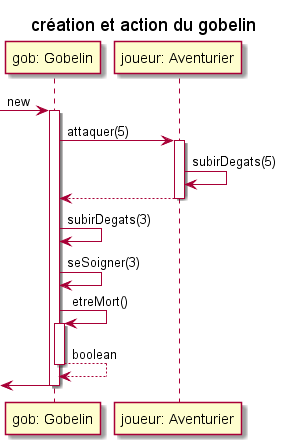 création et action du gobelin
gob: Gobelin
joueur: Aventurier
new
attaquer(5)
subirDegats(5)
subirDegats(3)
seSoigner(3)
etreMort()
boolean
gob: Gobelin
joueur: Aventurier